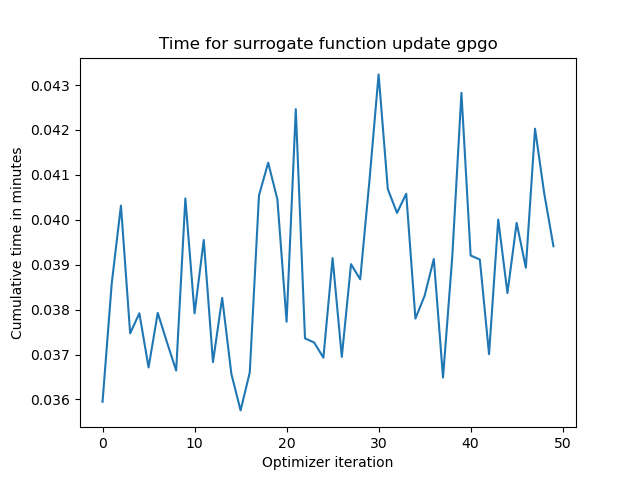 Time for surrogate function update gpgo
Cumulative time in minutes
0.043
0.042
0.041
0.040
0.039
0.038
0.037
0.036
0 10 20 30 40 50
Optimizer iteration